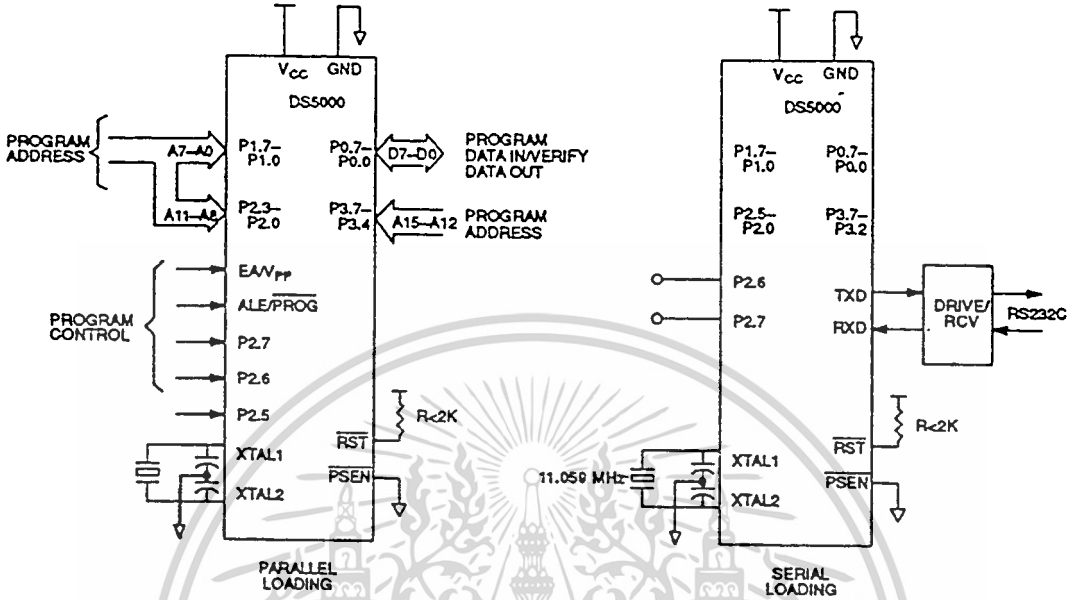 VCC GND
DS5000
PROGRAM
ADDRESS
A7–A0
P1.7–
P1.0
P0.7–
P0.0
D7–D0
PROGRAM
DATA IN/VERIFY
DATA OUT
A11–A8
P2.3–
P2.0
P3.7–
P3.4
A15–A12
PROGRAM
ADDRESS
PROGRAM
CONTROL
EA/VPP
ALE/PROG
P2.7
P2.6
P2.5
XTAL1
XTAL2
RST
R<2K
PSEN
PARALLEL
LOADING
VCC GND
DS5000
P1.7–
P1.0
P0.7–
P0.0
P2.5–
P2.0
P3.7–
P3.2
P2.6
P2.7
TXD
RXD
DRIVE/
RCV
RS232C
RST
R<2K
11.059 MHz
XTAL1
XTAL2
PSEN
SERIAL
LOADING